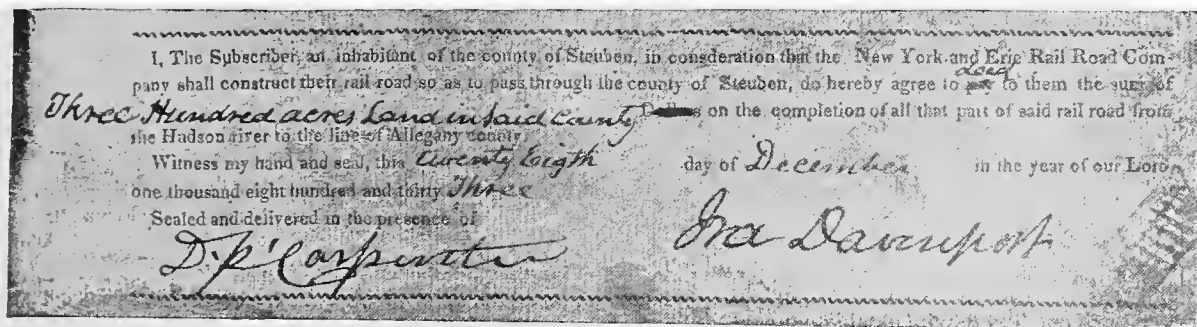 I, The Subscriber, an inhabitant of the county of Steuben, in consderation that the New York and Erie Rail Road Com-
pany shall construct their rail road so as to pass through the county of Steuben, do hereby agree to deed to them the sum of
Three Hundred acres Land in said county on the completion of all that part of said rail road from
the Hudson river to the line of Allegany county.
Witness my hand and seal, this twenty Eigth day of December in the year of our Lord
one thousand eight hundred and thirty Three
Sealed and delivered in the presence of
D. P. Carpenter
Ira Davenport